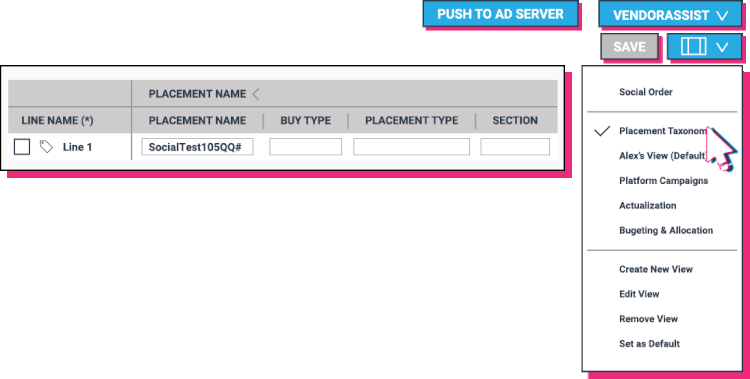 PUSH TO AD SERVER
VENDORASSIST
SAVE
PLACEMENT NAME
LINE NAME (*) PLACEMENT NAME BUY TYPE PLACEMENT TYPE SECTION
Line 1 SocialTest105QQ#
Social Order
Placement Taxonom
Alex's View (Default
Platform Campaigns
Actualization
Bugeting & Allocation
Create New View
Edit View
Remove View
Set as Default